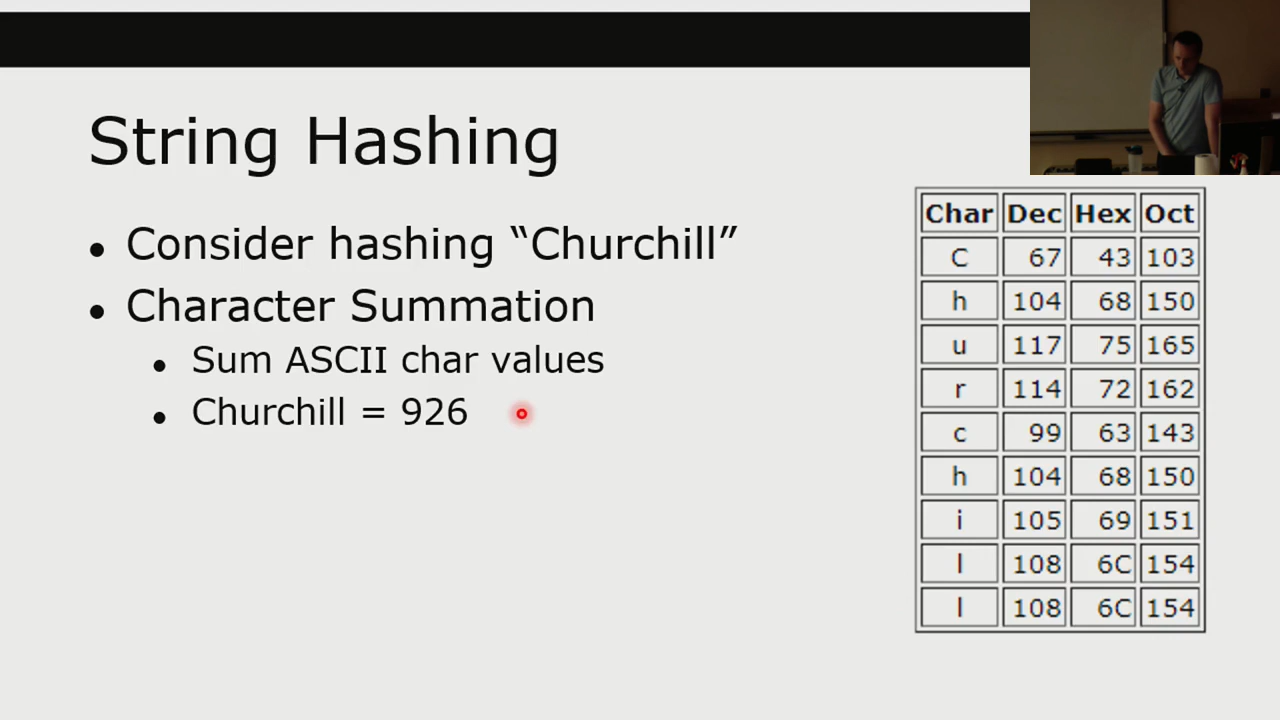 String Hashing
● Consider hashing “Churchill”
● Character Summation
● Sum ASCII char values
● Churchill = 926
Char Dec Hex Oct
C 67 43 103
h 104 68 150
u 117 75 165
r 114 72 162
c 99 63 143
h 104 68 150
i 105 69 151
l 108 6C 154
l 108 6C 154